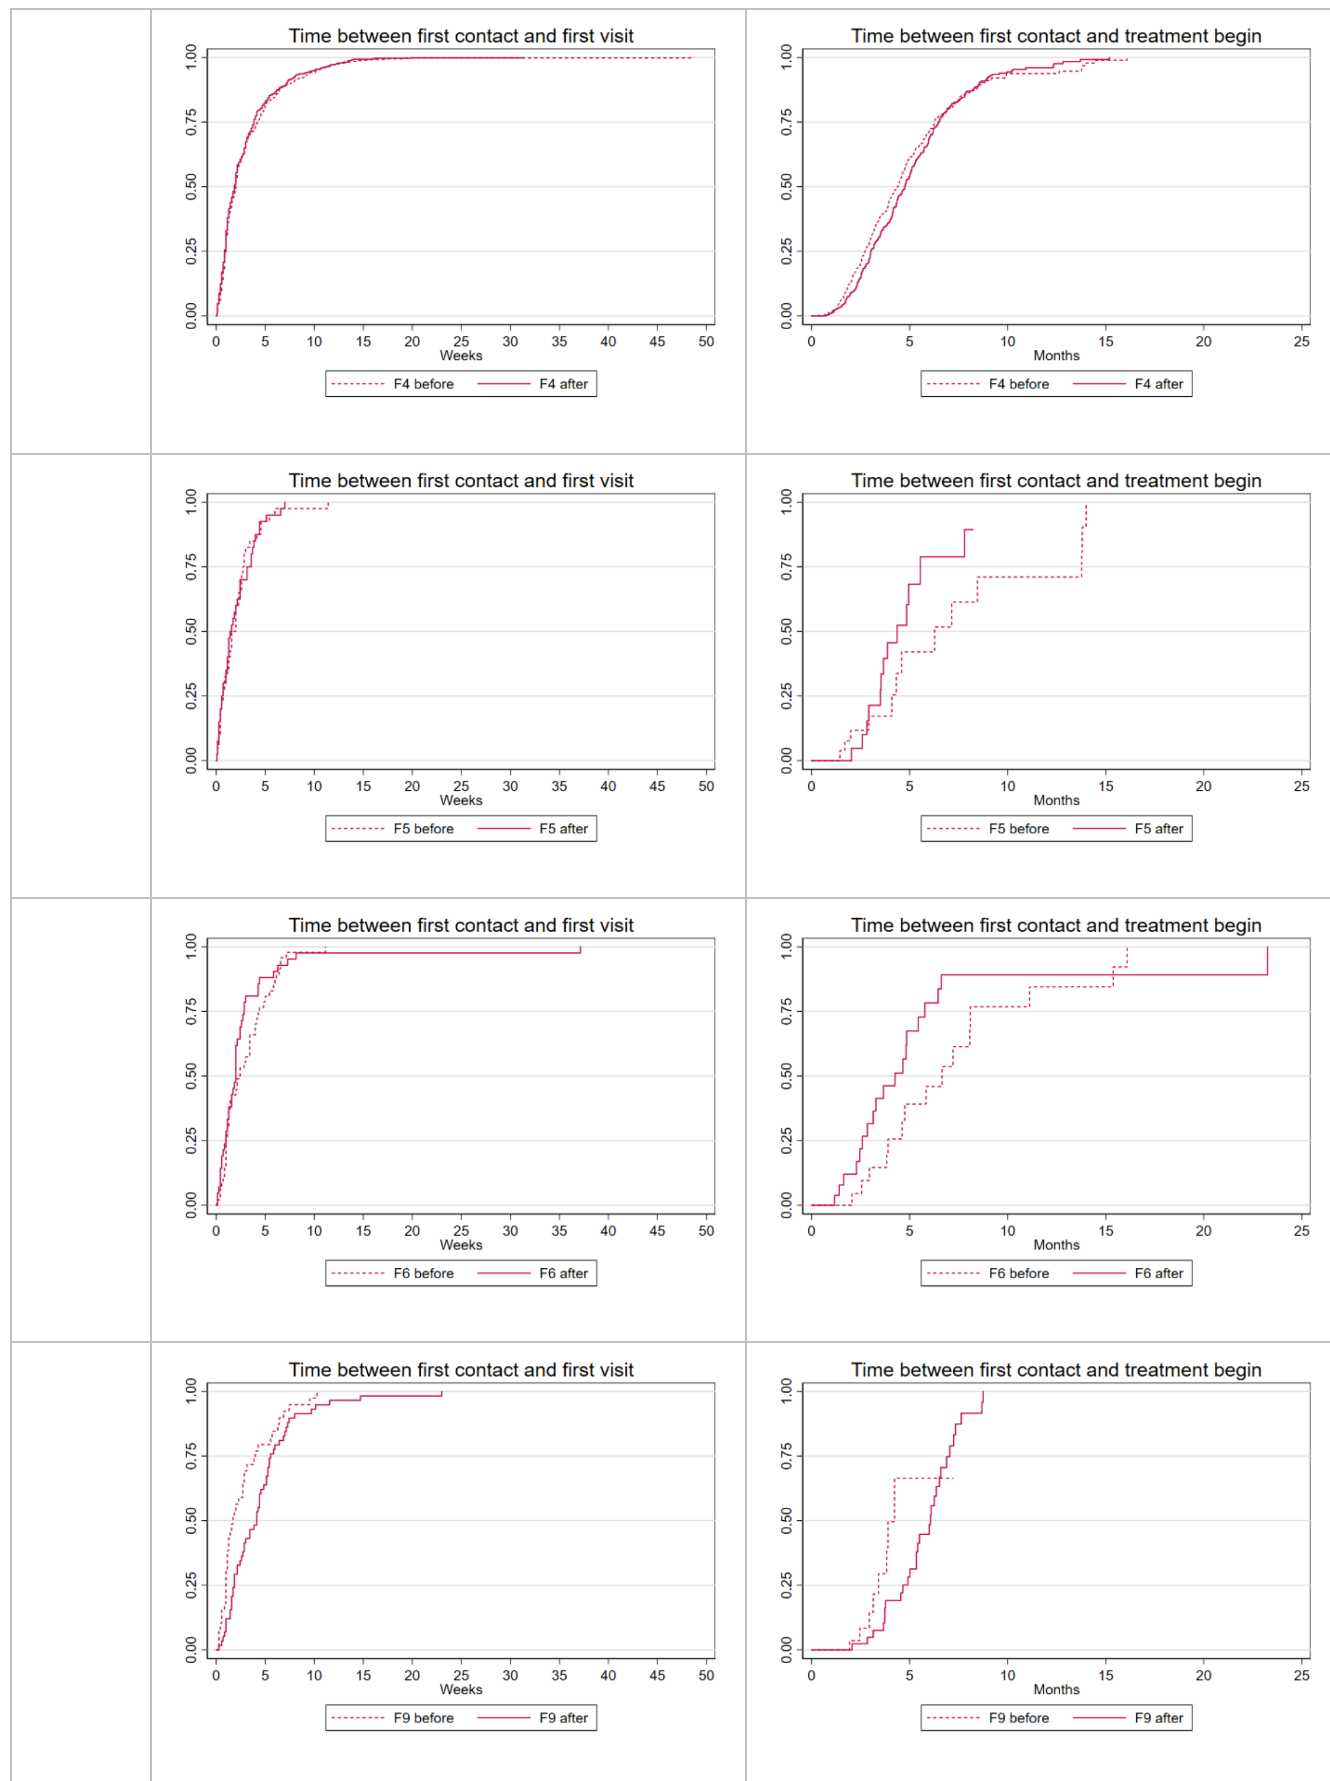 Time between first contact and first visit
1.00
0.75
0.50
0.25
0.00
0 5 10 15 20 25 30 35 40 45 50
Weeks
F4 before F4 after
Time between first contact and treatment begin
1.00
0.75
0.50
0.25
0.00
0 5 10 15 20 25
Months
F4 before F4 after
Time between first contact and first visit
1.00
0.75
0.50
0.25
0.00
0 5 10 15 20 25 30 35 40 45 50
Weeks
F5 before F5 after
Time between first contact and treatment begin
1.00
0.75
0.50
0.25
0.00
0 5 10 15 20 25
Months
F5 before F5 after
Time between first contact and first visit
1.00
0.75
0.50
0.25
0.00
0 5 10 15 20 25 30 35 40 45 50
Weeks
F6 before F6 after
Time between first contact and treatment begin
1.00
0.75
0.50
0.25
0.00
0 5 10 15 20 25
Months
F6 before F6 after
Time between first contact and first visit
1.00
0.75
0.50
0.25
0.00
0 5 10 15 20 25 30 35 40 45 50
Weeks
F9 before F9 after
Time between first contact and treatment begin
1.00
0.75
0.50
0.25
0.00
0 5 10 15 20 25
Months
F9 before F9 after